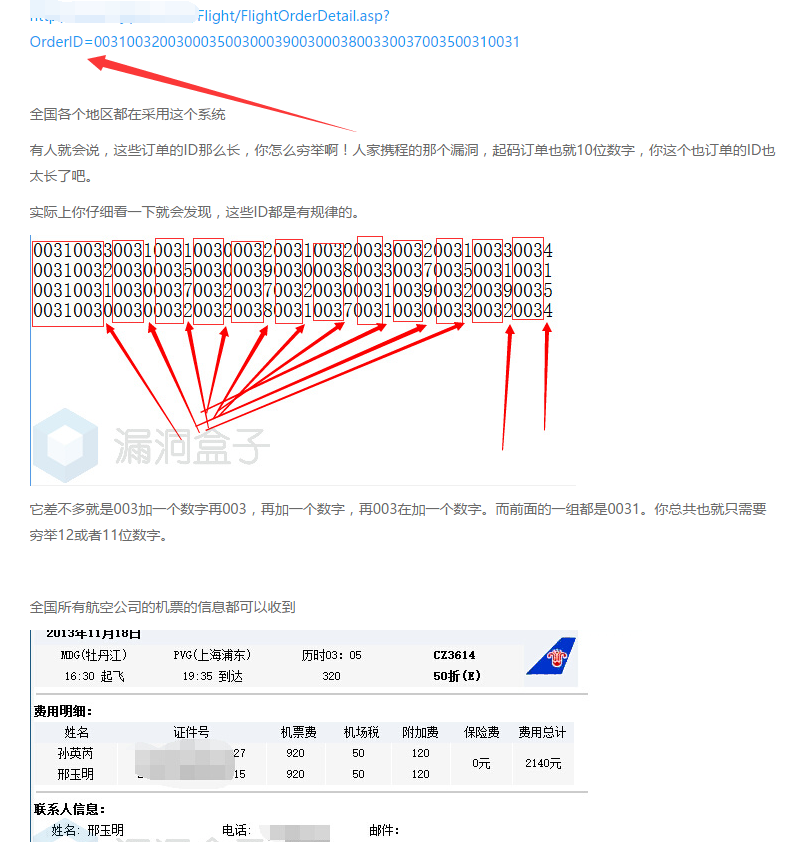 Flight/FlightOrderDetail.asp?
OrderID=0031003200300035003000390030003800330037003500310031
全国各个地区都在采用这个系统
有人就会说，这些订单的ID那么长，你怎么穷举啊！人家携程的那个漏洞，起码订单也就10位数字，你这个也订单的ID也
太长了吧。
实际上你仔细看一下就会发现，这些ID都是有规律的。
0031003300310031003000320031003200330032003100330034
0031003200300035003000390030003800330037003500310031
0031003100300037003200370032003000310039003200390035
0031003000300032003200380031003700310030003300320034
漏洞盒子
它差不多就是003加一个数字再003，再加一个数字，再003在加一个数字。而前面的一组都是0031。你总共也就只需要
穷举12或者11位数字。
全国所有航空公司的机票的信息都可以收到
2013年11月18日
MDG(牡丹江) PVG(上海浦东) 历时03：05 CZ3614
16:30 起飞 19:35 到达 320 50折(E)
费用明细:
姓名 证件号 机票费 机场税 附加费 保险费 费用总计
孙英芮 27 920 50 120 0元 2140元
邢玉明 15 920 50 120
联系人信息:
姓名: 邢玉明 电话: 邮件: